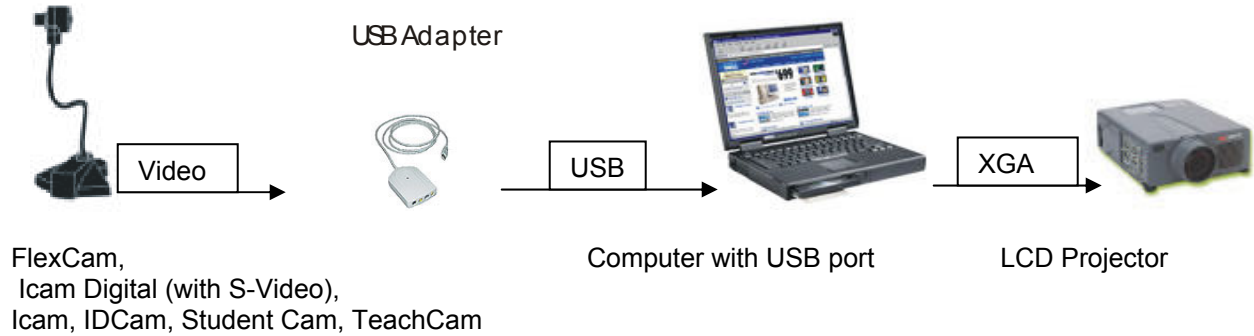 USB Adapter
Video
USB
XGA
FlexCam,
Icam Digital (with S-Video),
Icam, IDCam, Student Cam, TeachCam
Computer with USB port
LCD Projector